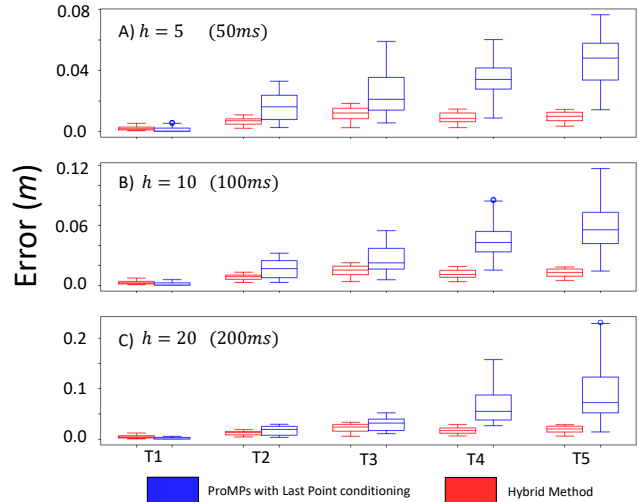 Error (m)
0.08
0.04
0.0
A) h = 5 (50ms)
0.12
0.06
0.0
B) h = 10 (100ms)
0.2
0.1
0.0
C) h = 20 (200ms)
T1 T2 T3 T4 T5
ProMPs with Last Point conditioning
Hybrid Method